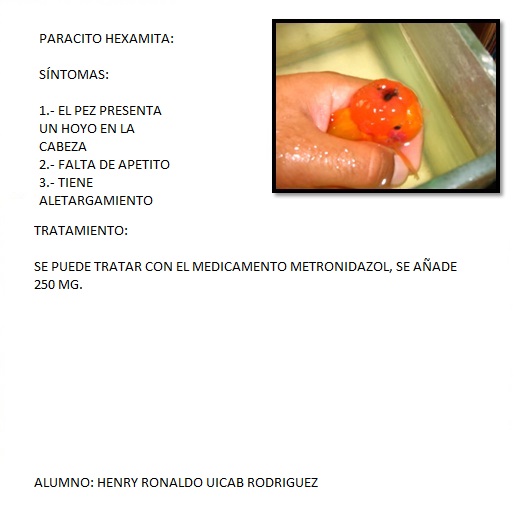 PARACITO HEXAMITA:
SÍNTOMAS:
1.- EL PEZ PRESENTA
UN HOYO EN LA
CABEZA
2.- FALTA DE APETITO
3.- TIENE
ALETARGAMIENTO
TRATAMIENTO:
SE PUEDE TRATAR CON EL MEDICAMENTO METRONIDAZOL, SE AÑADE
250 MG.
ALUMNO: HENRY RONALDO UICAB RODRIGUEZ